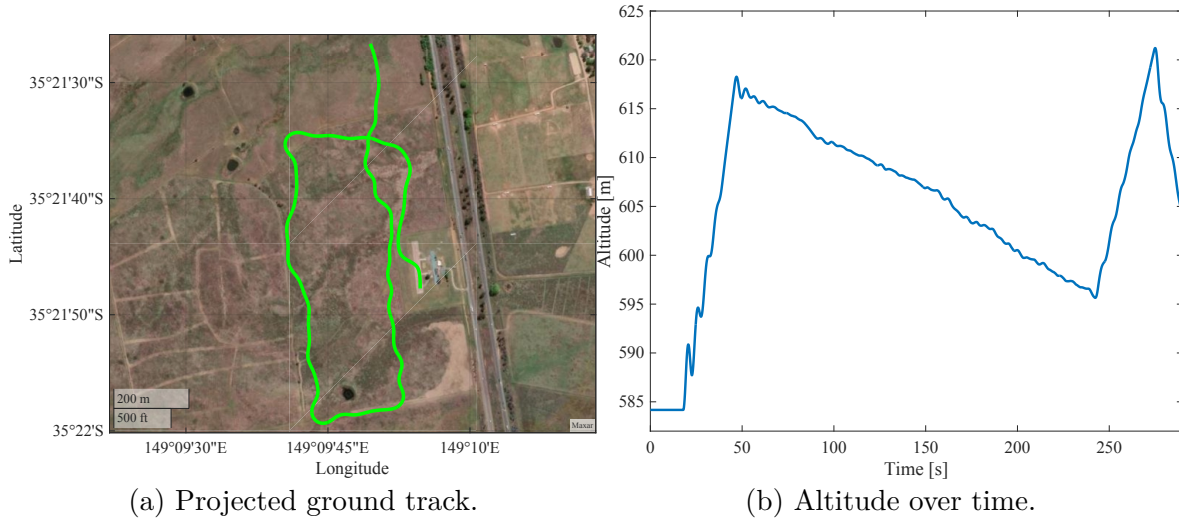 35°21'30"S
35°21'40"S
35°21'50"S
35°22'S
Latitude
200 m
500 ft
Maxar
149°09'30"E
149°09'45"E
149°10'E
Longitude
(a) Projected ground track.
625
620
615
610
605
600
595
590
585
Altitude [m]
0
50
100
150
200
250
Time [s]
(b) Altitude over time.